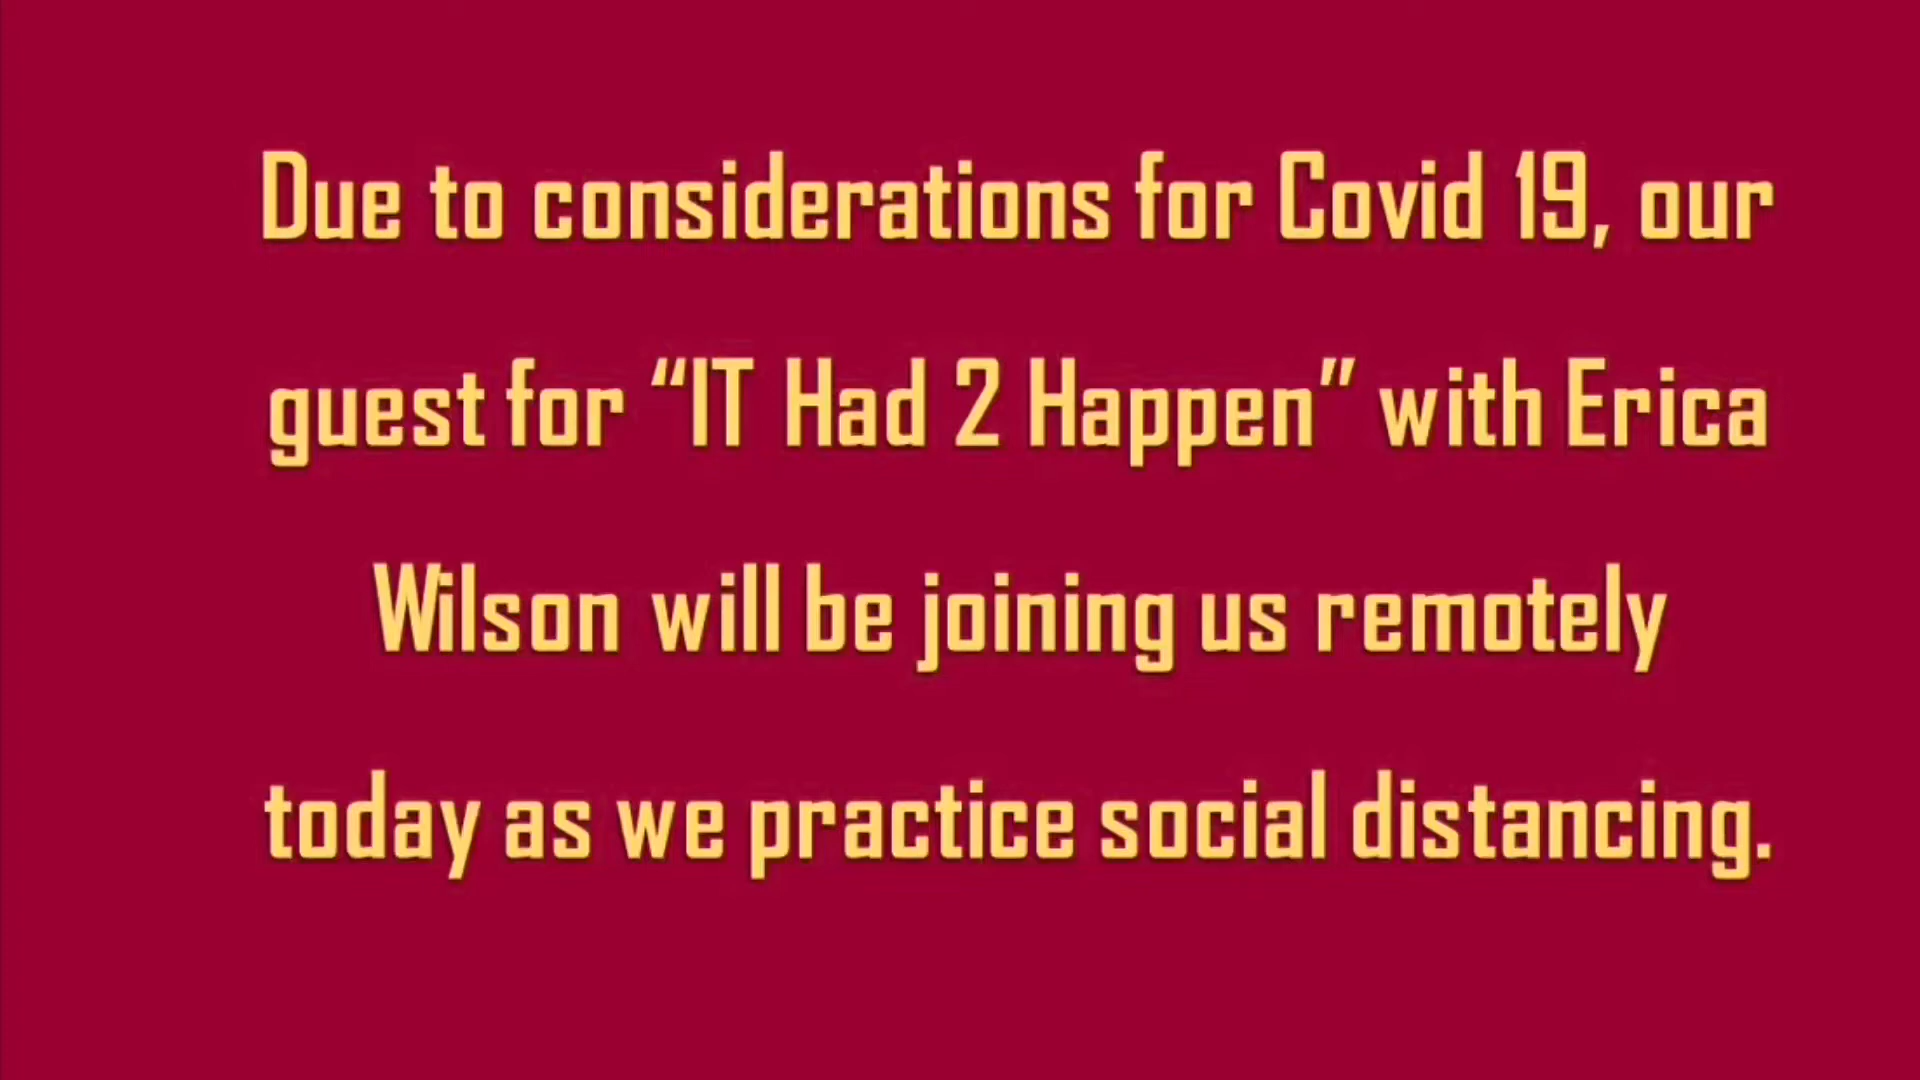 Due to considerations for Covid 19, our
guest for “IT Had 2 Happen” with Erica
Wilson will be joining us remotely
today as we practice social distancing.